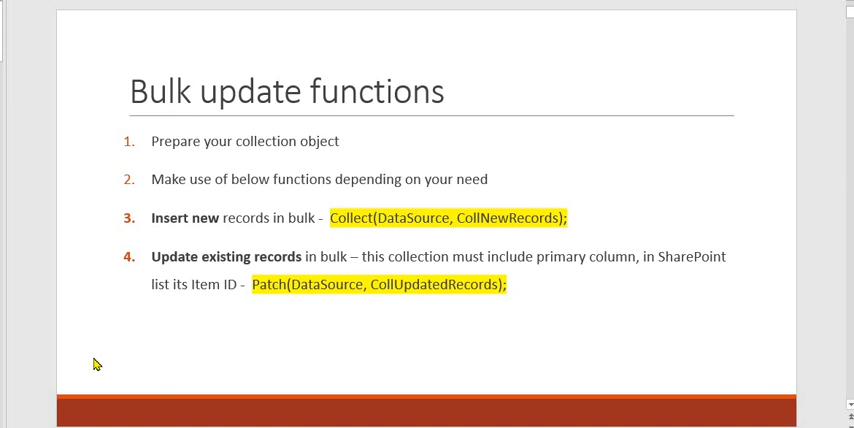 Bulk update functions
1. Prepare your collection object
2. Make use of below functions depending on your need
3. Insert new records in bulk - Collect(DataSource, CollNewRecords);
4. Update existing records in bulk – this collection must include primary column, in SharePoint
list its Item ID - Patch(DataSource, CollUpdatedRecords);